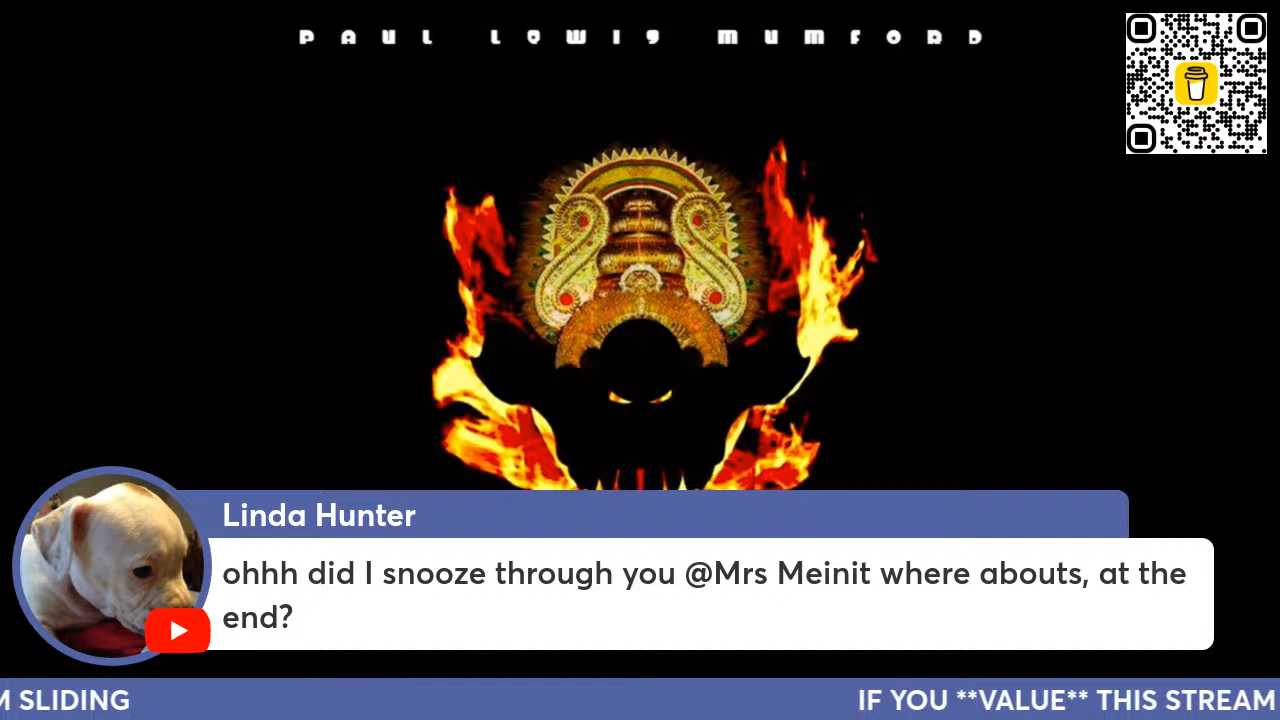 PAUL LOWIS MUMFORD
Linda Hunter
ohhh did I snooze through you @Mrs Meinit where abouts, at the
end?
M SLIDING
IF YOU **VALUE** THIS STREAM